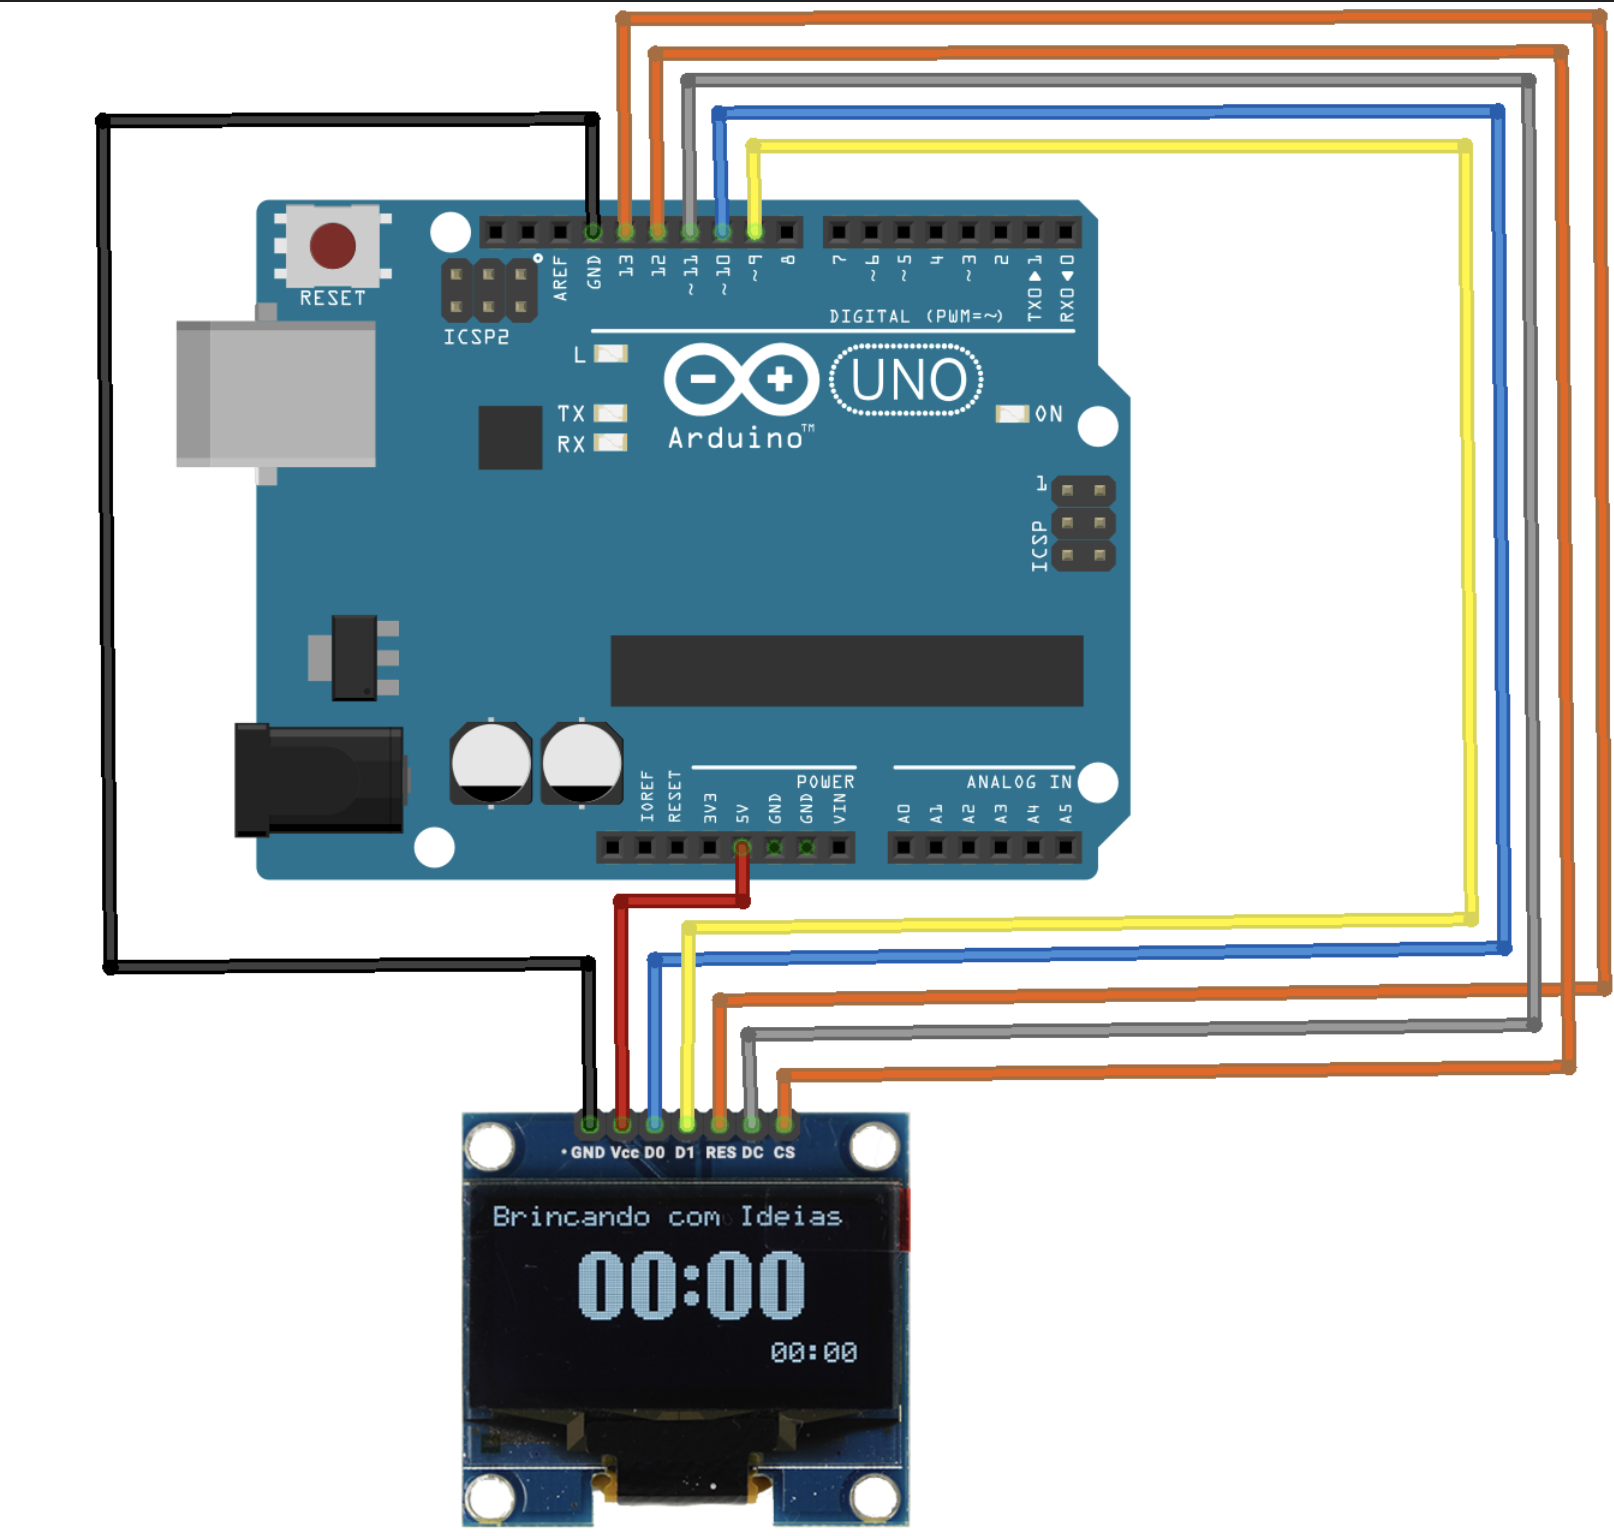 RESET
ICSP2
AREF
GND
13
12
~11
~10
~9
8
7
~6
~5
4
~3
2
TX0▶1
RX0◀0
DIGITAL (PWM=~)
L
TX
RX
UNO
Arduino™
ON
1
ICSP
POWER
ANALOG IN
IOREF
RESET
3V3
5V
GND
GND
VIN
A0
A1
A2
A3
A4
A5
GND Vcc D0 D1 RES DC CS
Brincando com Ideias
00:00
00:00